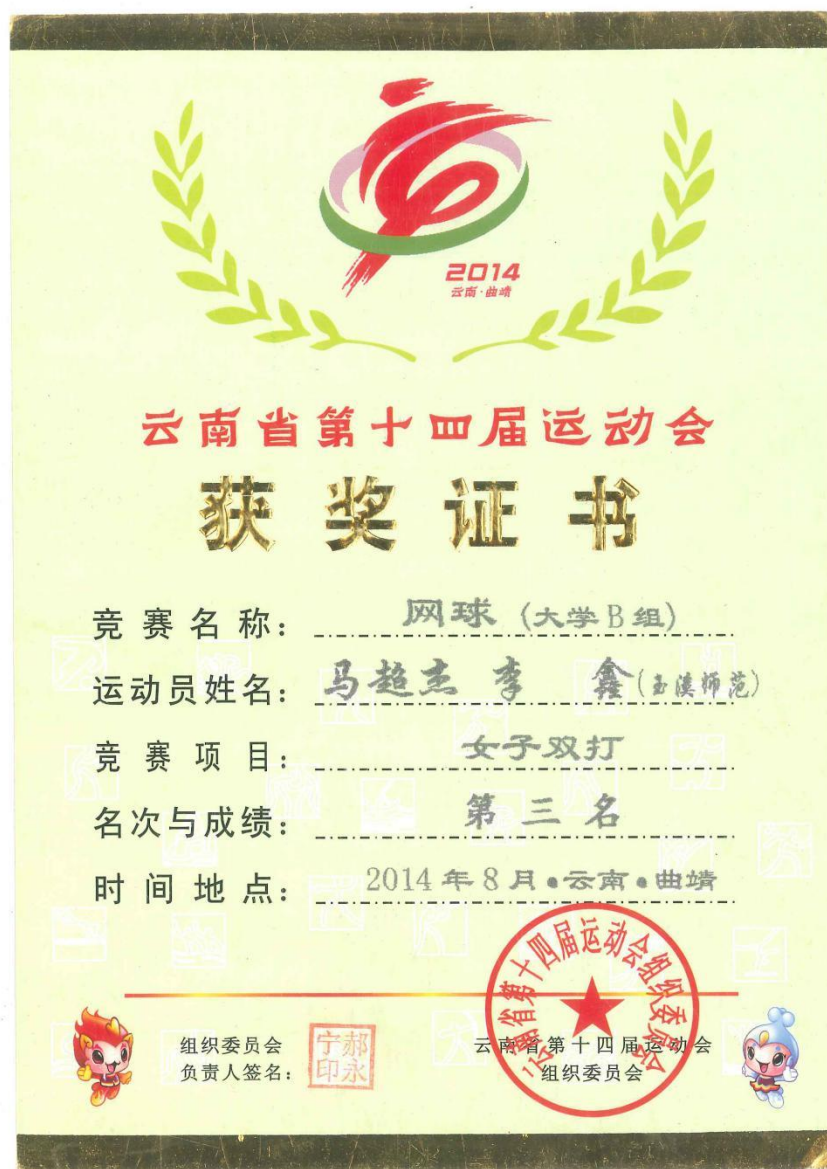 2014
云南·曲靖
云南省第十四届运动会
获奖证书
竞赛名称： 网球（大学B组）
运动员姓名： 马超杰 李 鑫（玉溪师范）
竞赛项目： 女子双打
名次与成绩： 第三名
时间地点： 2014年8月•云南•曲靖
云南省第十四届运动会组织委员会
组织委员会
负责人签名：
郝永宁印
云南省第十四届运动会
组织委员会